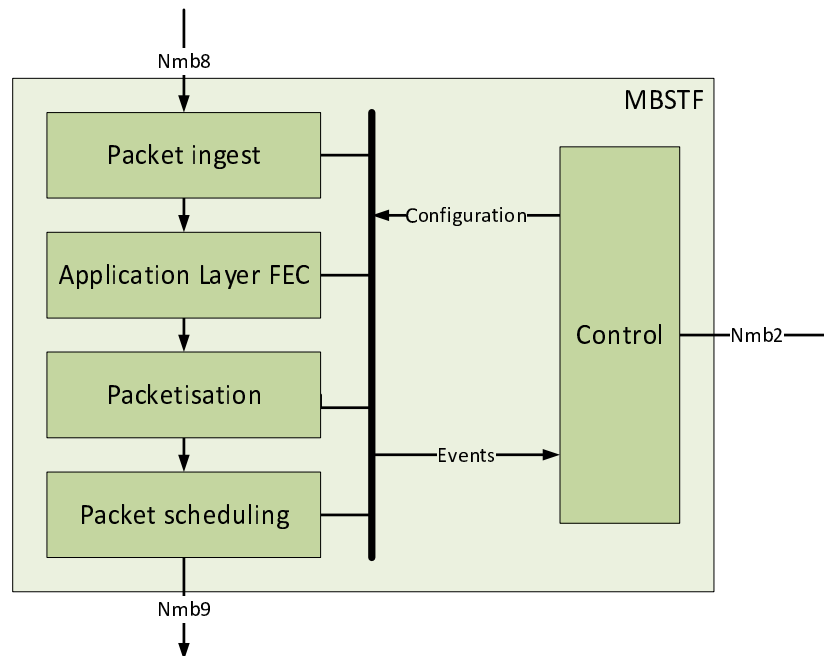 Nmb8
MBSTF
Packet ingest
Configuration
Application Layer FEC
Control
Nmb2
Packetisation
Events
Packet scheduling
Nmb9